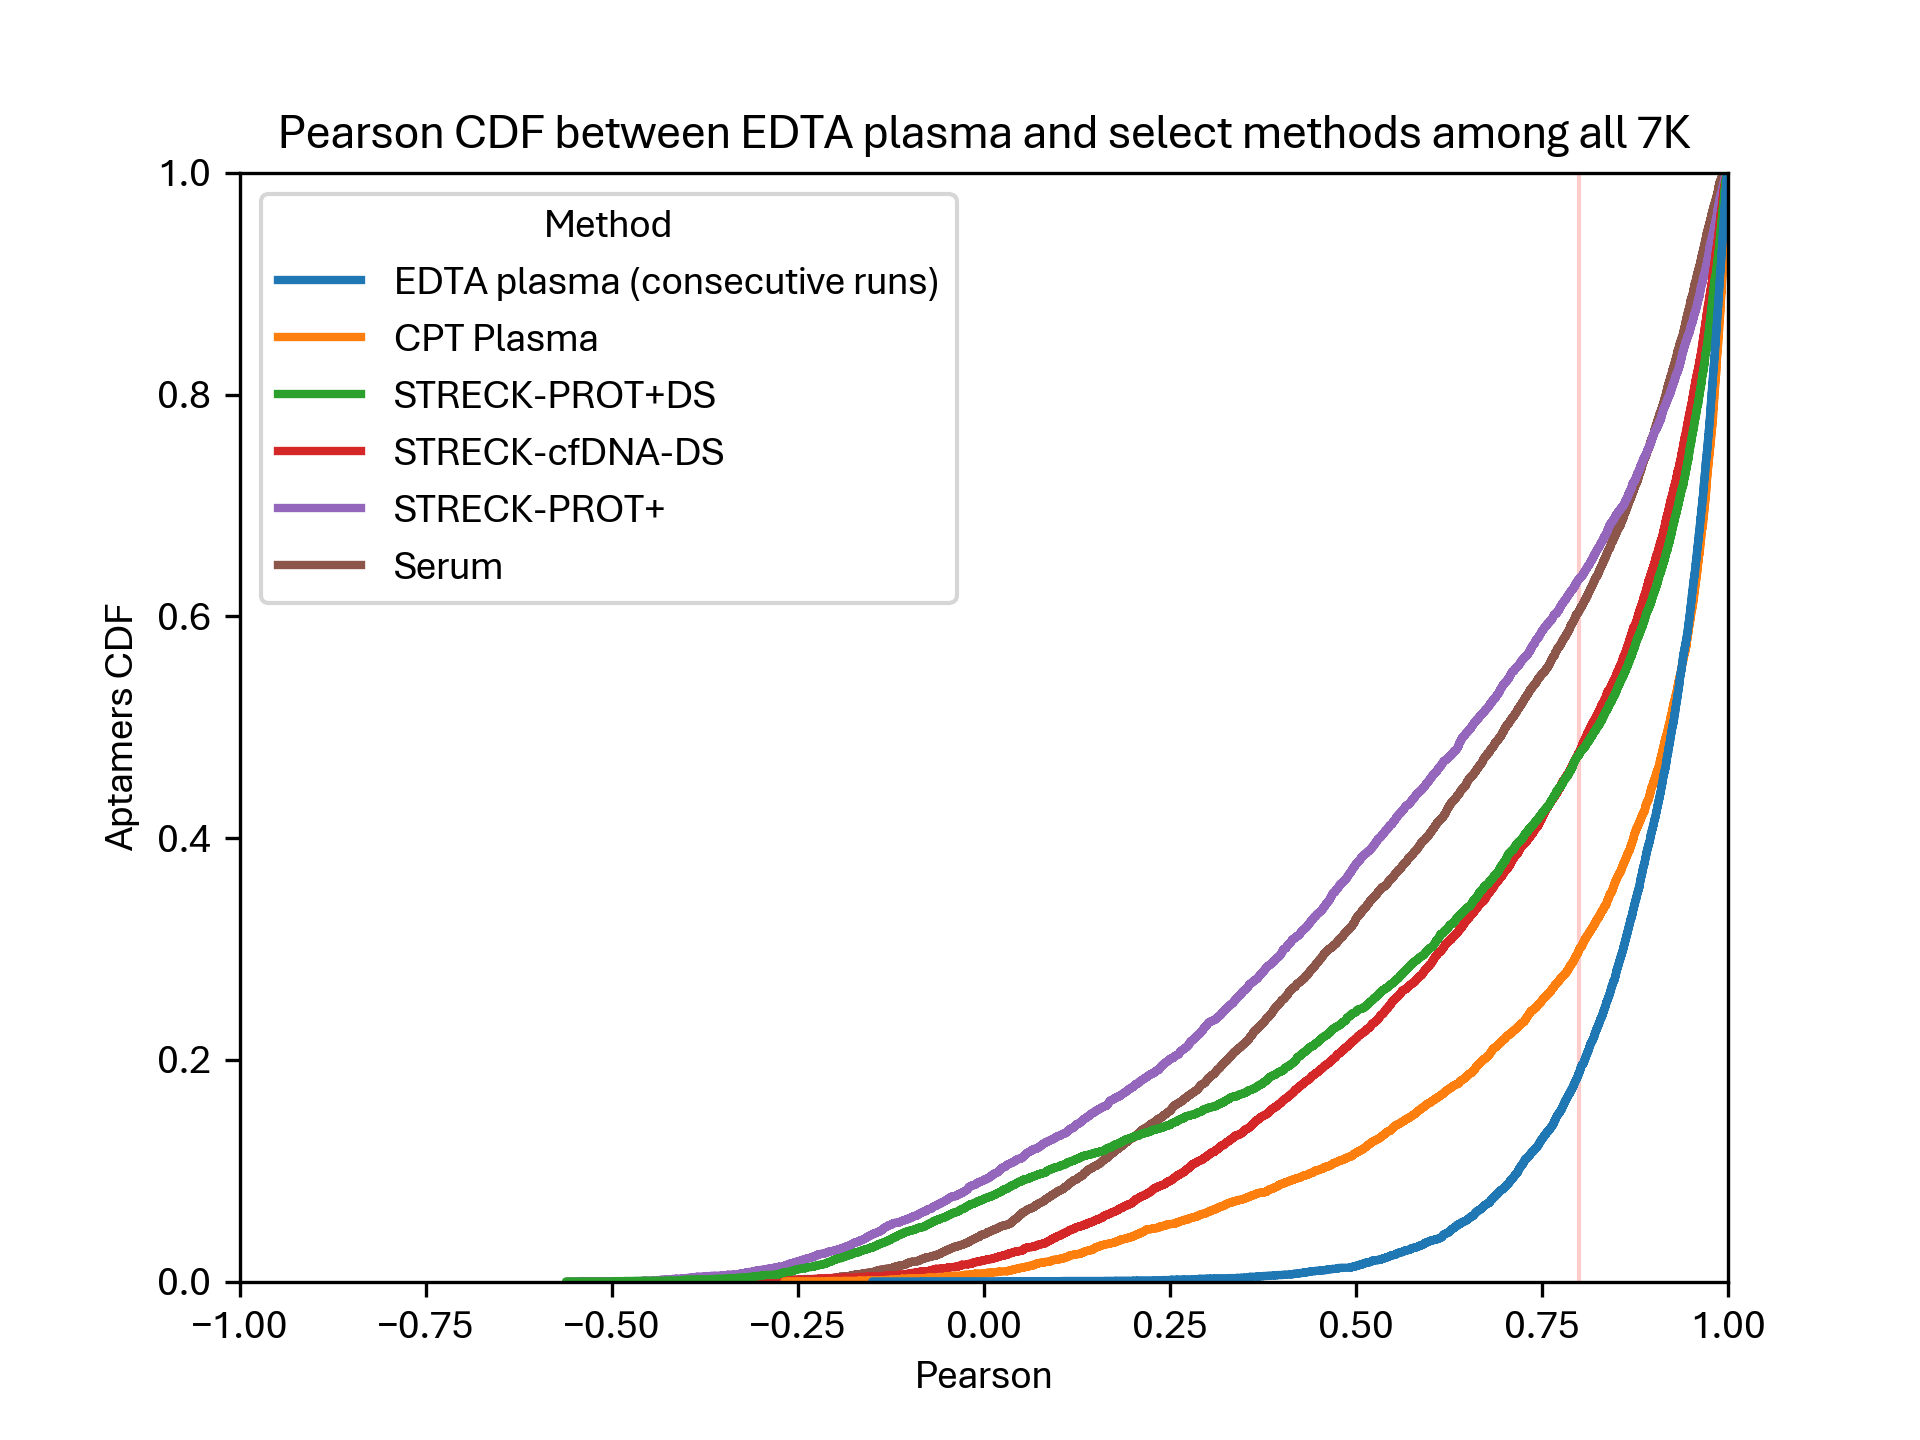 Pearson CDF between EDTA plasma and select methods among all 7K
Method
EDTA plasma (consecutive runs)
CPT Plasma
STRECK-PROT+DS
STRECK-cfDNA-DS
STRECK-PROT+
Serum
Aptamers CDF
1.0
0.8
0.6
0.4
0.2
0.0
−1.00 −0.75 −0.50 −0.25 0.00 0.25 0.50 0.75 1.00
Pearson